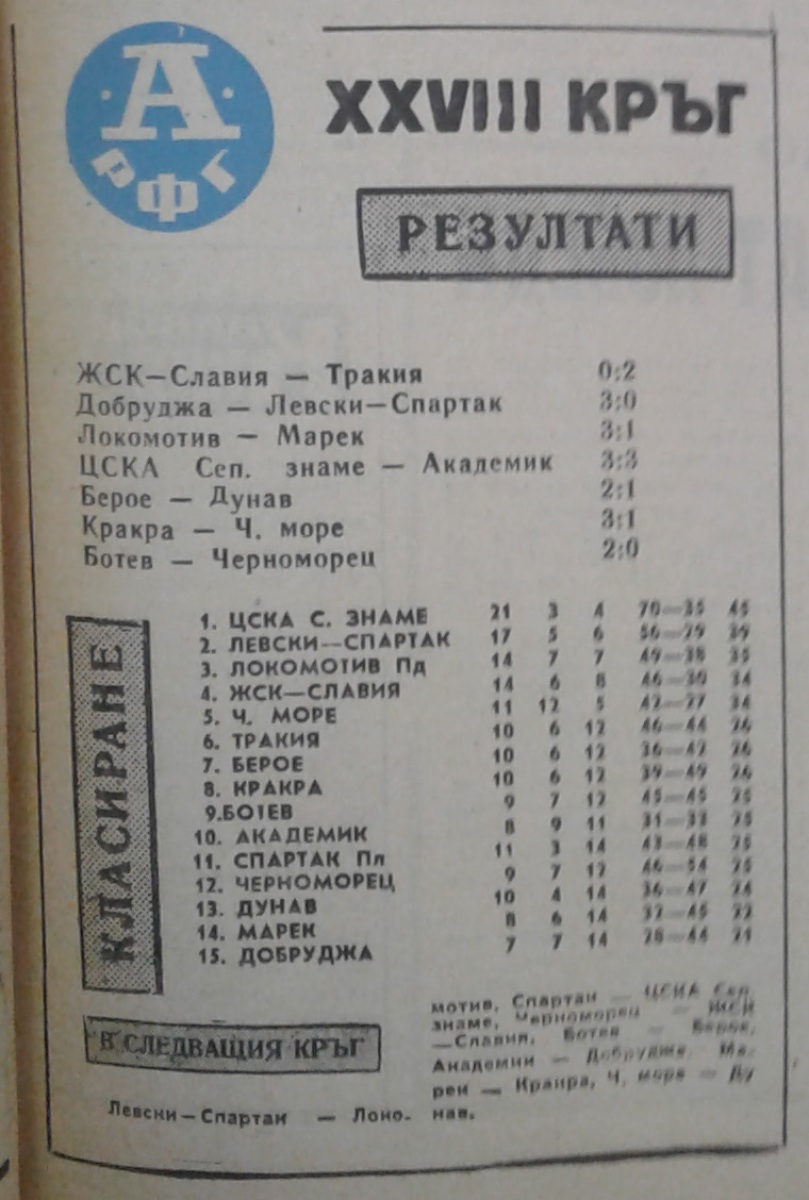 А
РФГ
XXVIII КРЪГ
РЕЗУЛТАТИ
ЖСК—Славия — Тракия 0:2
Добруджа — Левски—Спартак 3:0
Локомотив — Марек 3:1
ЦСКА Сеп. знаме — Академик 3:3
Берое — Дунав 2:1
Кракра — Ч. море 3:1
Ботев — Черноморец 2:0
КЛАСИРАНЕ
1. ЦСКА С. ЗНАМЕ 21 3 4 70—35 45
2. ЛЕВСКИ—СПАРТАК 17 5 6 56—29 39
3. ЛОКОМОТИВ Пд 14 7 7 49—38 35
4. ЖСК—СЛАВИЯ 14 6 8 46—30 34
5. Ч. МОРЕ 11 12 5 42—27 34
6. ТРАКИЯ 10 6 12 46—44 26
7. БЕРОЕ 10 6 12 36—42 26
8. КРАКРА 10 6 12 39—49 26
9.БОТЕВ 9 7 12 45—45 25
10. АКАДЕМИК 8 9 11 31—33 25
11. СПАРТАК Пл 11 3 14 43—48 25
12. ЧЕРНОМОРЕЦ 9 7 12 46—54 25
13. ДУНАВ 10 4 14 36—47 24
14. МАРЕК 8 6 14 32—45 22
15. ДОБРУДЖА 7 7 14 28—44 21
В СЛЕДВАЩИЯ КРЪГ
Левски—Спартак — Локо-
мотив, Спартак — ЦСКА Сеп.
знаме, Черноморец — ЖСК
—Славия, Ботев — Берое,
Академик — Добруджа, Ма-
рек — Кракра, Ч. море — Ду
нав.